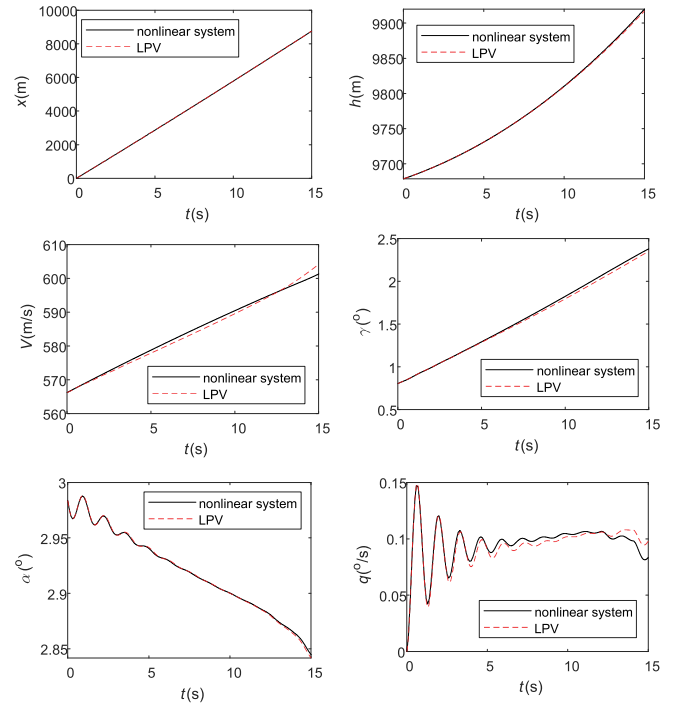 10000
8000
6000
4000
2000
0
x(m)
nonlinear system
LPV
0 5 10 15
t(s)
9900
9800
9750
9700
h(m)
nonlinear system
LPV
0 5 10 15
t(s)
610
600
590
580
570
560
V(m/s)
nonlinear system
LPV
0 5 10 15
t(s)
2.5
2
1.5
1
0.5
γ(°)
nonlinear system
LPV
0 5 10 15
t(s)
3
2.95
2.9
2.85
α(°)
nonlinear system
LPV
0 5 10 15
t(s)
0.15
0.1
0.05
0
q(°/s)
nonlinear system
LPV
0 5 10 15
t(s)